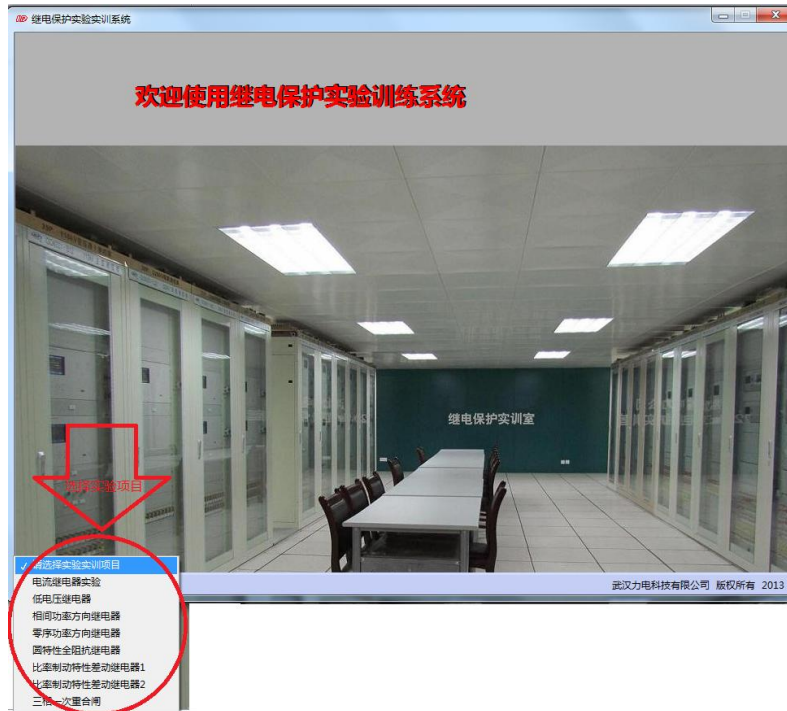 继电保护实验实训系统
欢迎使用继电保护实验训练系统
继电保护实训室
选择实验项目
请选择实验实训项目
武汉力电科技有限公司 版权所有 2013
电流继电器实验
低电压继电器
相间功率方向继电器
零序功率方向继电器
圆特性全阻抗继电器
比率制动特性差动继电器1
比率制动特性差动继电器2
三相一次重合闸